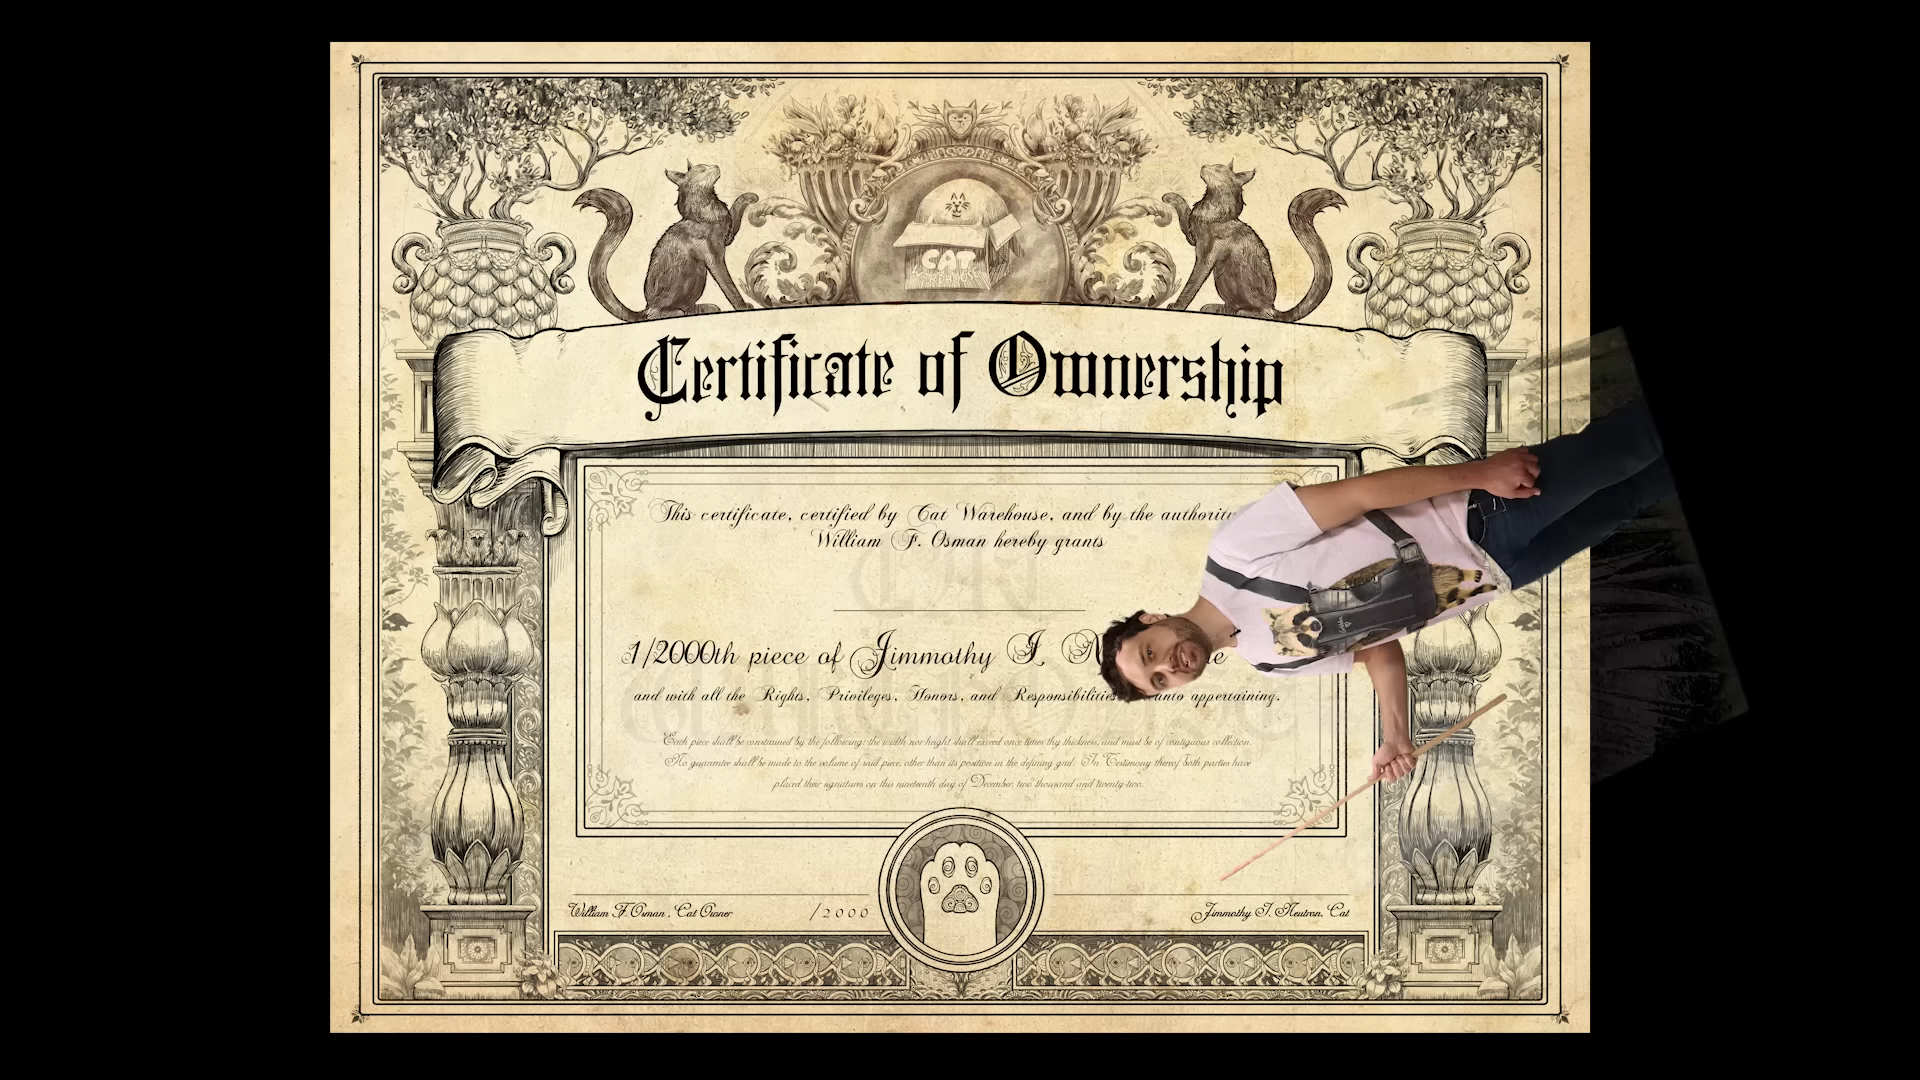 CAT
WAREHOUSE
Certificate of Ownership
This certificate, certified by Cat Warehouse, and by the authority
William F. Osman hereby grants
1/2000th piece of Jimmothy J.
and with all the Rights, Privileges, Honors, and Responsibilities appertaining.
Each piece shall be constrained by the following: the width nor height shall exceed once times thy thickness, and must be of contiguous collection.
No guarantee shall be made to the volume of said piece, other than its position in the defining grid. In Testimony thereof both parties have
placed their signatures on this nineteenth day of December, two thousand and twenty-two.
William F. Osman, Cat Owner
/2000
Jimmothy J. Neutron, Cat